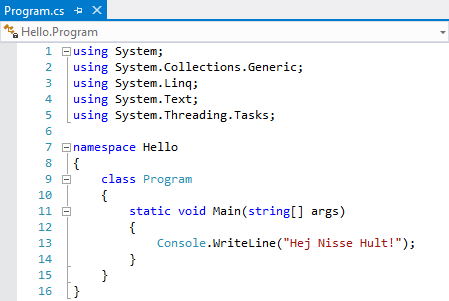 Program.cs
Hello.Program
1 using System;
2 using System.Collections.Generic;
3 using System.Linq;
4 using System.Text;
5 using System.Threading.Tasks;
6
7 namespace Hello
8 {
9     class Program
10     {
11         static void Main(string[] args)
12         {
13             Console.WriteLine("Hej Nisse Hult!");
14         }
15     }
16 }